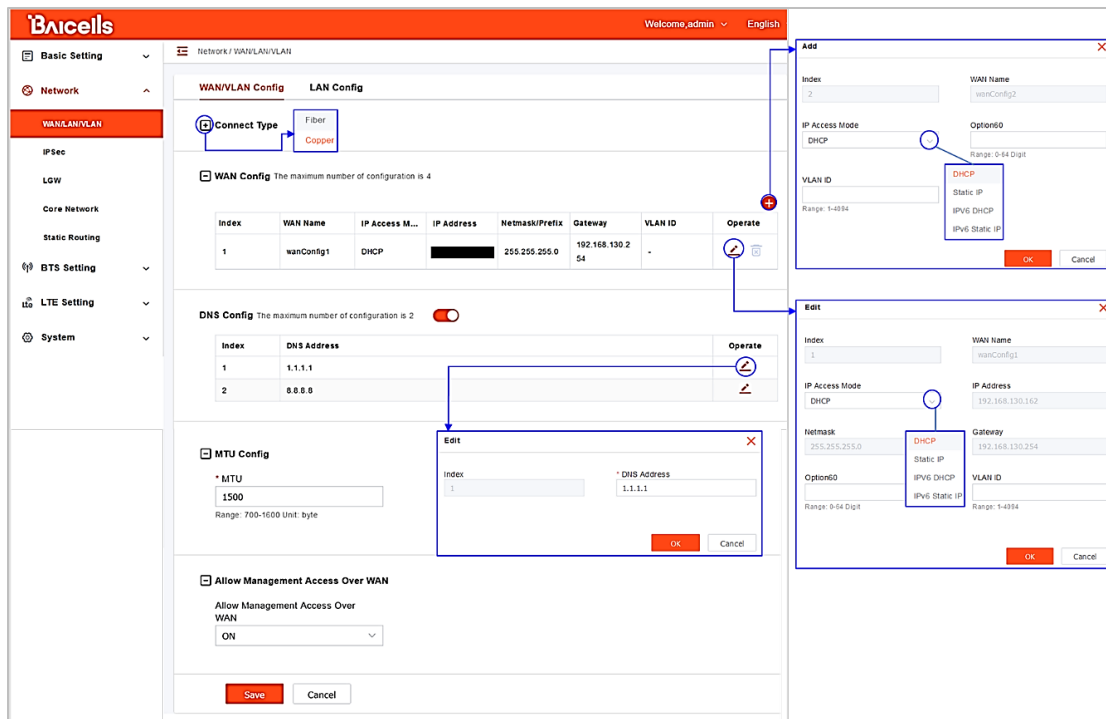 BAICELLS
Welcome,admin English
Basic Setting
Network
WAN/LAN/VLAN
IPSec
LGW
Core Network
Static Routing
BTS Setting
LTE Setting
System
Network / WAN/LAN/VLAN
WAN/VLAN Config LAN Config
Connect Type
Fiber
Copper
WAN Config The maximum number of configuration is 4
Index WAN Name IP Access M... IP Address Netmask/Prefix Gateway VLAN ID Operate
1 wanConfig1 DHCP 255.255.255.0 192.168.130.2
54 -
DNS Config The maximum number of configuration is 2
Index DNS Address Operate
1 1.1.1.1
2 8.8.8.8
MTU Config
* MTU
1500
Range: 700-1600 Unit: byte
Edit
Index * DNS Address
1 1.1.1.1
OK Cancel
Allow Management Access Over WAN
Allow Management Access Over
WAN
ON
Save Cancel
Add
Index WAN Name
2 wanConfig2
IP Access Mode Option60
DHCP
Range: 0-64 Digit
VLAN ID
Range: 1-4094
DHCP
Static IP
IPV6 DHCP
IPv6 Static IP
OK Cancel
Edit
Index WAN Name
1 wanConfig1
IP Access Mode IP Address
DHCP 192.168.130.162
Netmask Gateway
255.255.255.0 192.168.130.254
DHCP
Static IP
IPV6 DHCP
IPv6 Static IP
Option60 VLAN ID
Range: 0-64 Digit Range: 1-4094
OK Cancel